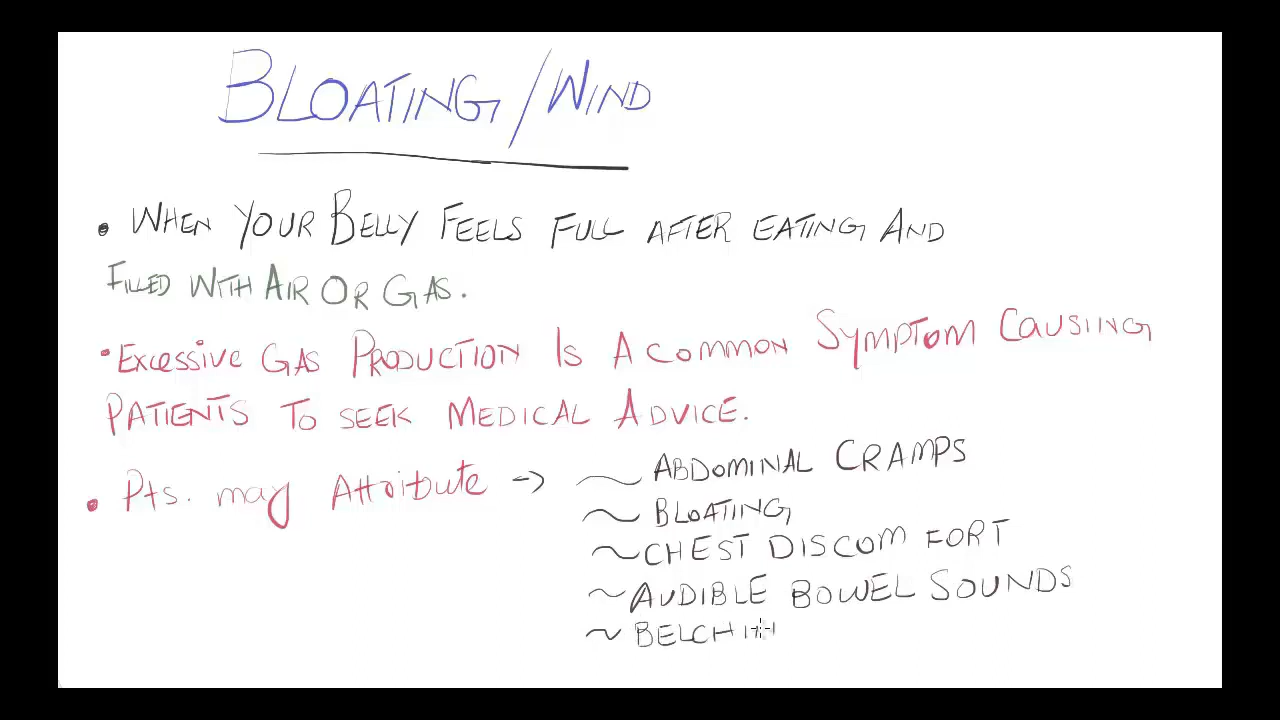 BLOATING/WIND
• WHEN YOUR BELLY FEELS FULL AFTER EATING AND
FILLED WITH AIR OR GAS.
• EXCESSIVE GAS PRODUCTION IS A COMMON SYMPTOM CAUSING
PATIENTS TO SEEK MEDICAL ADVICE.
• Pts. may Attribute -> ~ ABDOMINAL CRAMPS
~ BLOATING
~ CHEST DISCOMFORT
~ AUDIBLE BOWEL SOUNDS
~